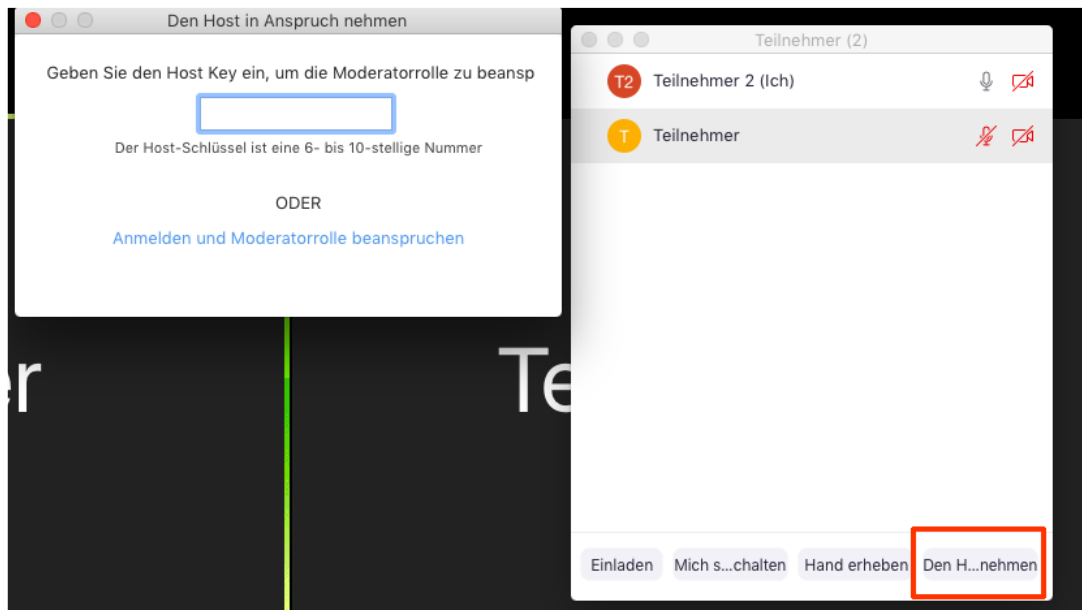 Den Host in Anspruch nehmen
Geben Sie den Host Key ein, um die Moderatorrolle zu beansp
Der Host-Schlüssel ist eine 6- bis 10-stellige Nummer
ODER
Anmelden und Moderatorrolle beanspruchen
Teilnehmer (2)
T2 Teilnehmer 2 (Ich)
T Teilnehmer
er
Te
Einladen Mich s...chalten Hand erheben Den H...nehmen